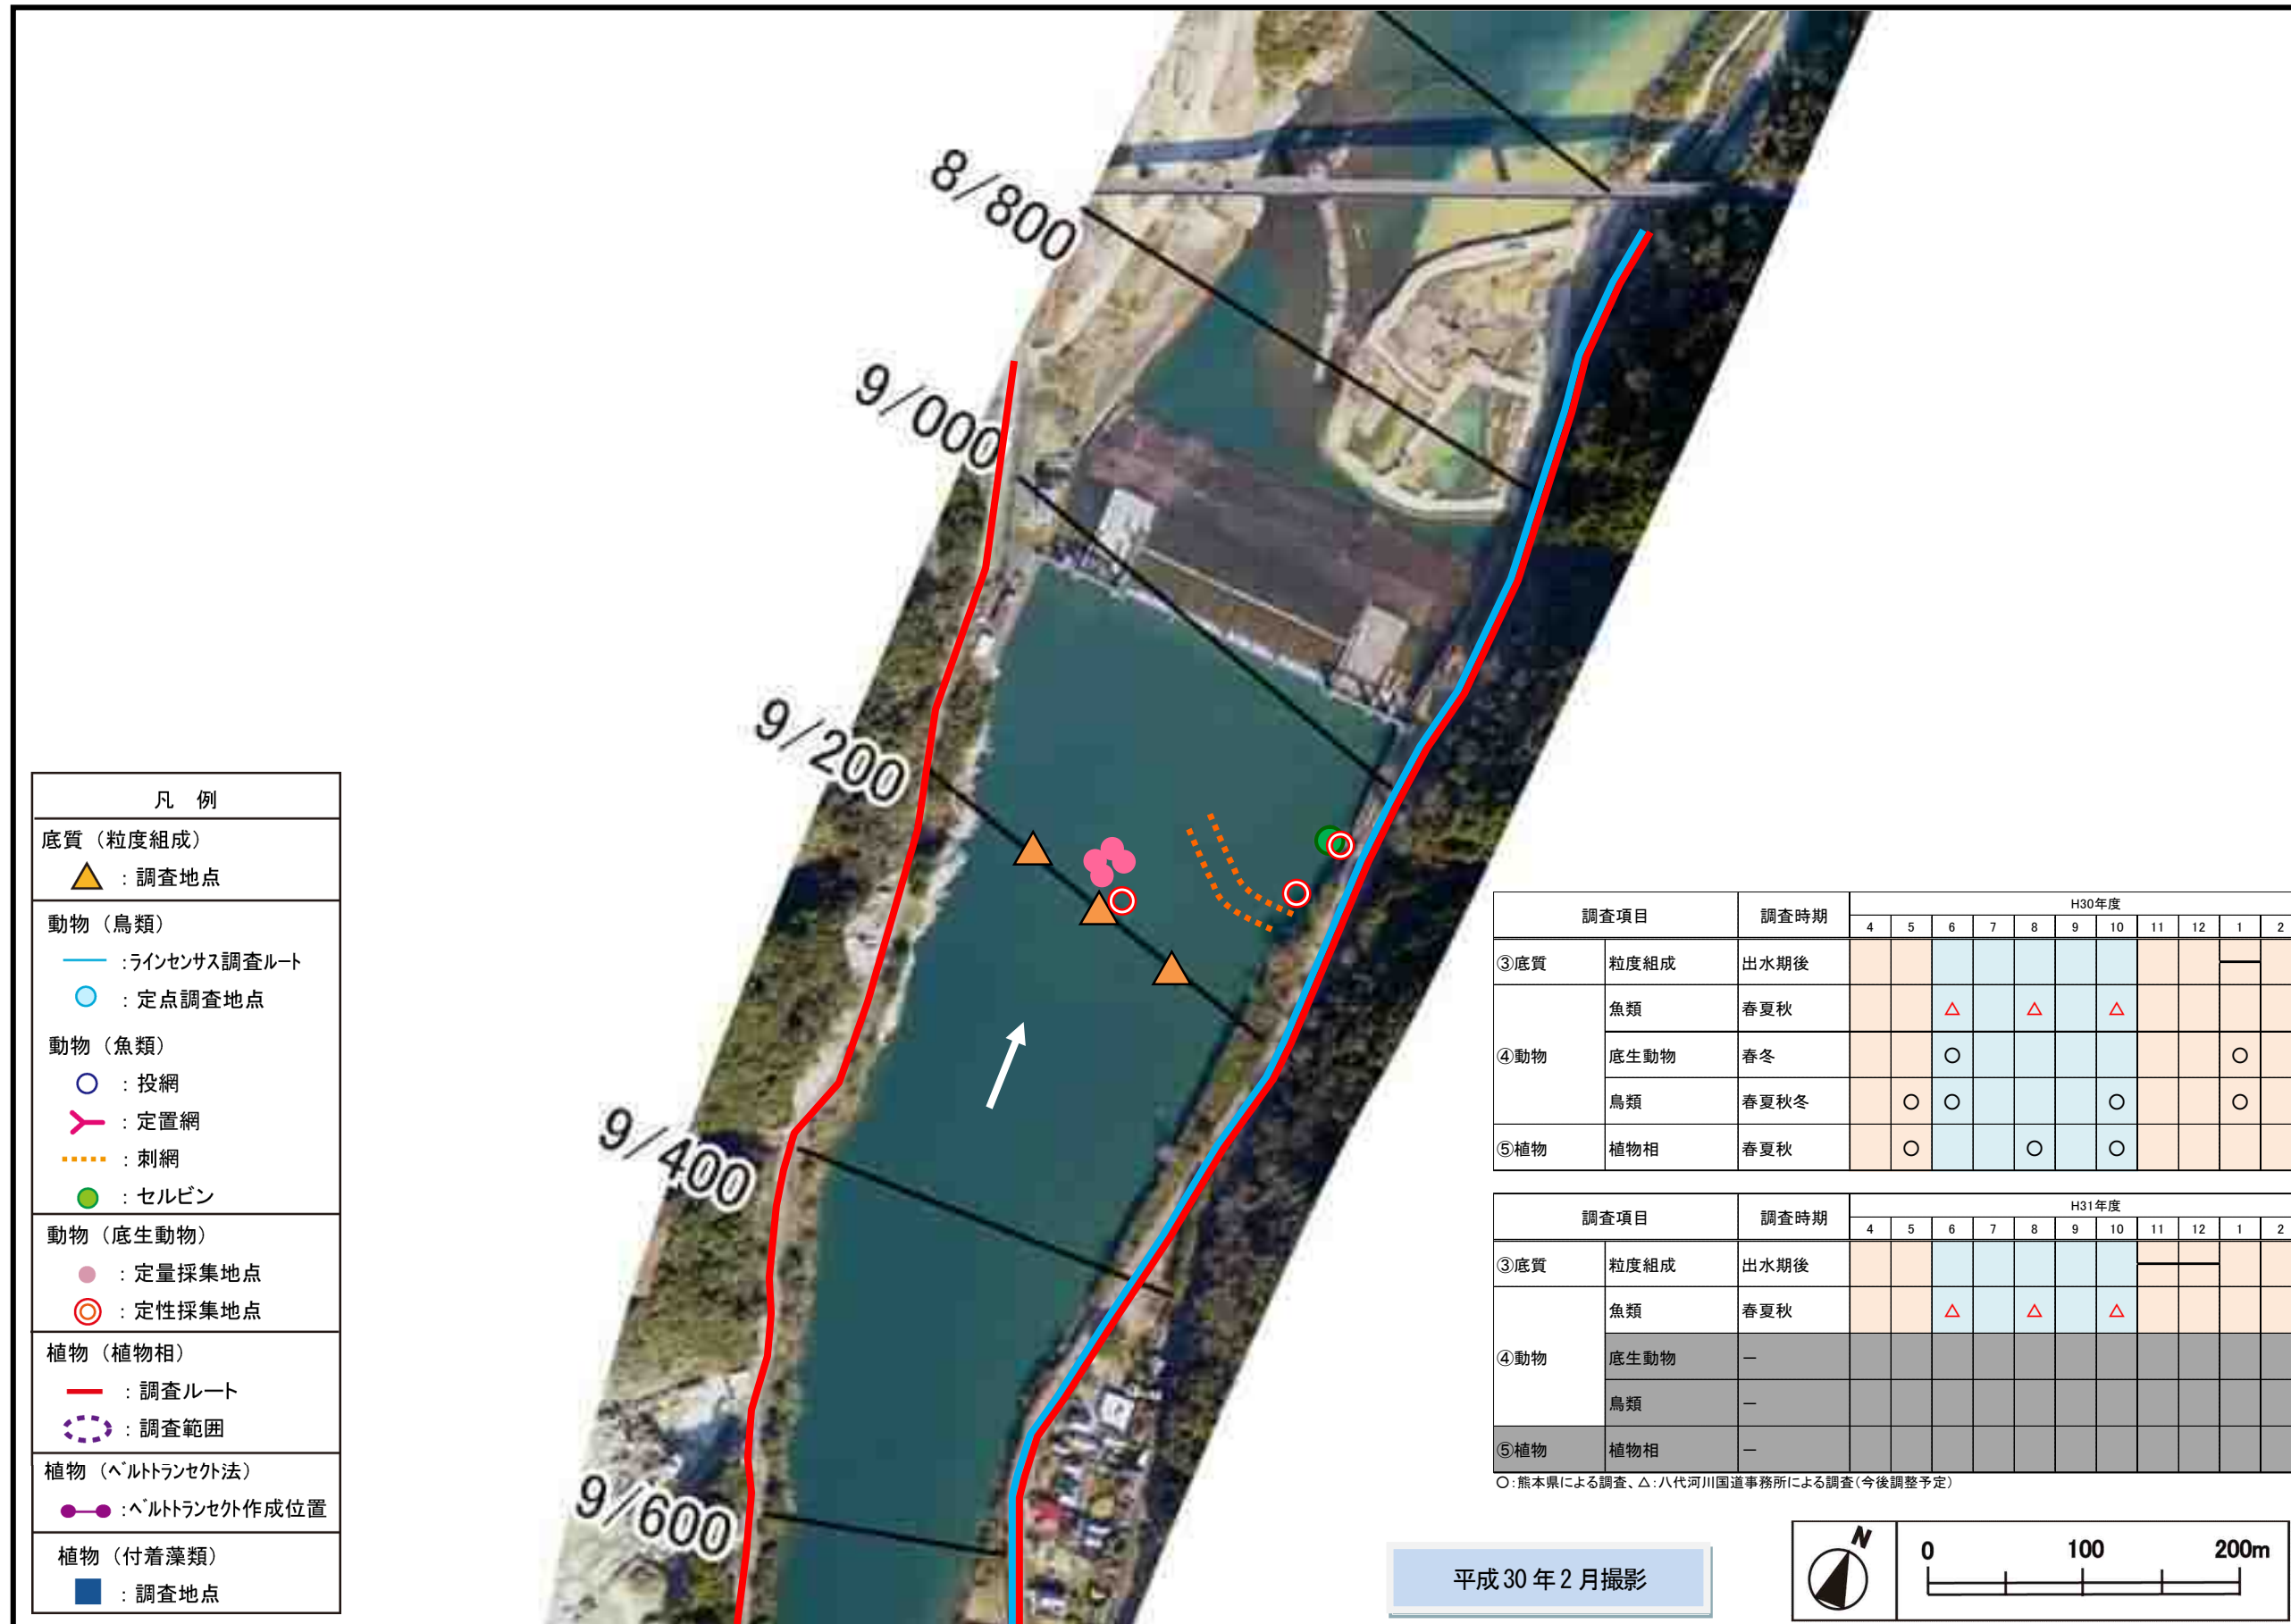 8/800
9/000
9/200
9/400
9/600
凡 例
底質（粒度組成）
：調査地点
動物（鳥類）
：ラインセンサス調査ルート
：定点調査地点
動物（魚類）
：投網
：定置網
：刺網
：セルビン
動物（底生動物）
：定量採集地点
：定性採集地点
植物（植物相）
：調査ルート
：調査範囲
植物（ベルトトランセクト法）
：ベルトトランセクト作成位置
植物（付着藻類）
：調査地点
調査項目 調査時期 H30年度
4 5 6 7 8 9 10 11 12 1 2
③底質 粒度組成 出水期後
④動物 魚類 春夏秋 △ △ △
底生動物 春冬 ○ ○
鳥類 春夏秋冬 ○ ○ ○ ○
⑤植物 植物相 春夏秋 ○ ○ ○
調査項目 調査時期 H31年度
4 5 6 7 8 9 10 11 12 1 2
③底質 粒度組成 出水期後
④動物 魚類 春夏秋 △ △ △
底生動物 －
鳥類 －
⑤植物 植物相 －
○：熊本県による調査、△：八代河川国道事務所による調査（今後調整予定）
平成30年2月撮影
N
0 100 200m